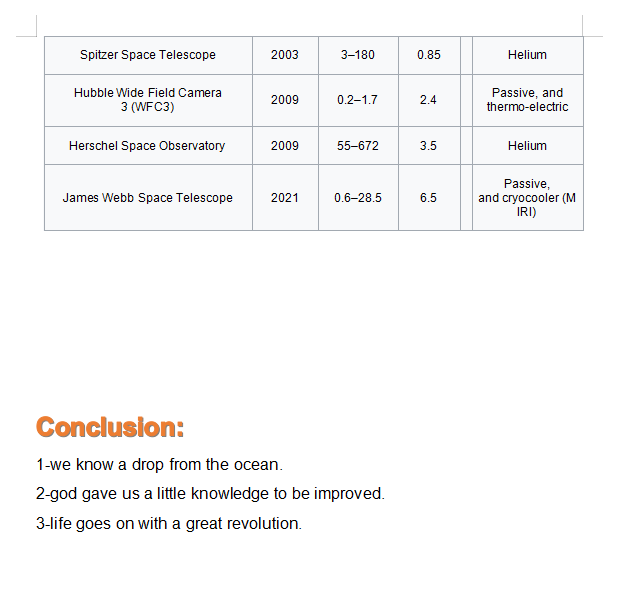 Spitzer Space Telescope 2003 3–180 0.85 Helium
Hubble Wide Field Camera
3 (WFC3) 2009 0.2–1.7 2.4 Passive, and
thermo-electric
Herschel Space Observatory 2009 55–672 3.5 Helium
James Webb Space Telescope 2021 0.6–28.5 6.5 Passive,
and cryocooler (M
IRI)
Conclusion:
1-we know a drop from the ocean.
2-god gave us a little knowledge to be improved.
3-life goes on with a great revolution.